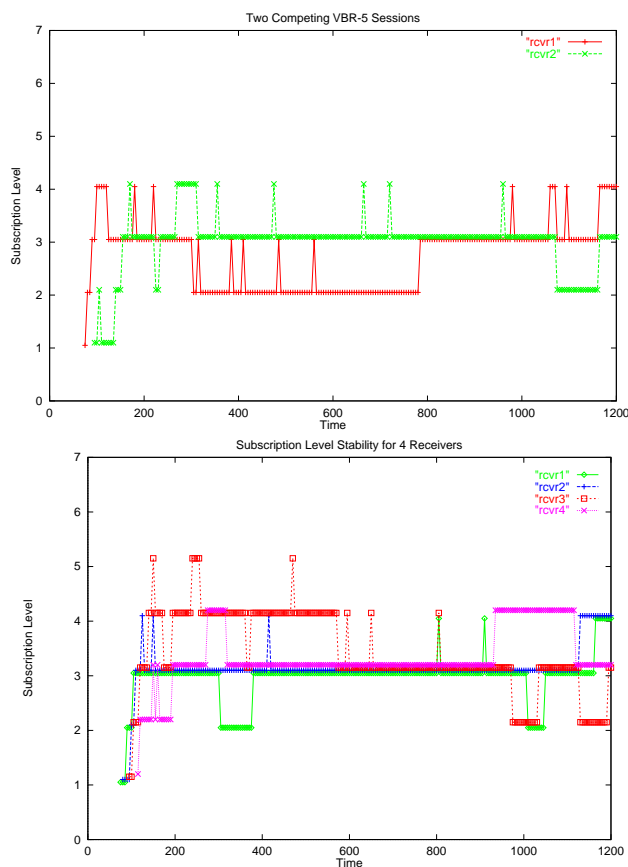 Two Competing VBR-5 Sessions
7
"rcvr1"
"rcvr2"
6
5
4
3
2
1
0
Subscription Level
0 200 400 600 800 1000 1200
Time
Subscription Level Stability for 4 Receivers
7
"rcvr1"
"rcvr2"
"rcvr3"
"rcvr4"
6
5
4
3
2
1
0
Subscription Level
0 200 400 600 800 1000 1200
Time